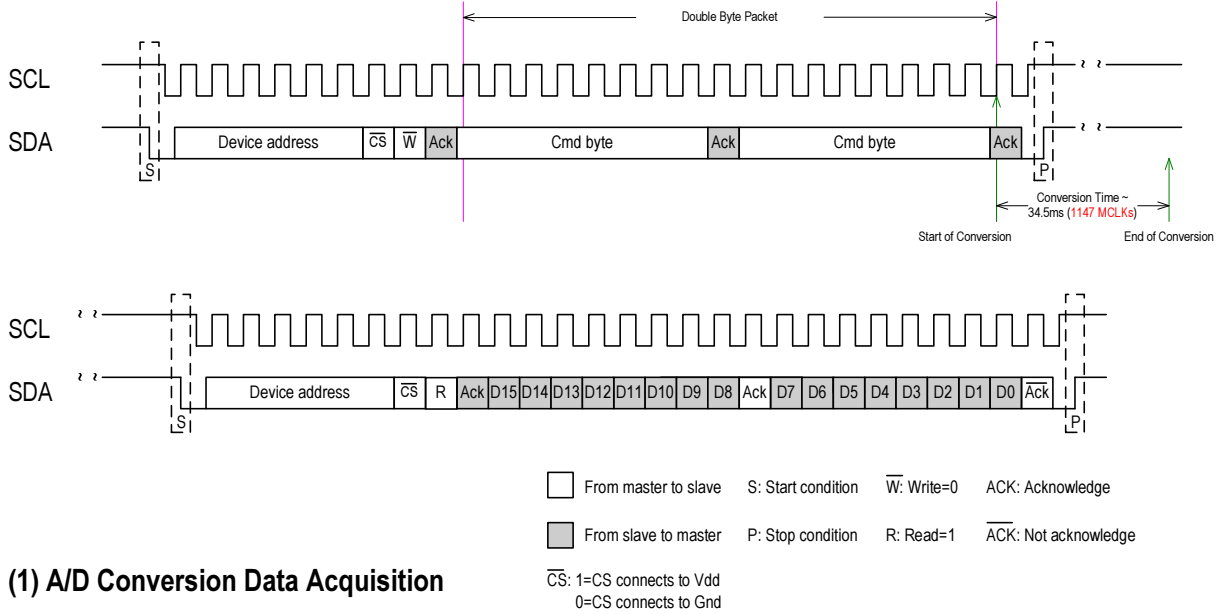 Double Byte Packet
SCL
~ ~
SDA
Device address CS W Ack Cmd byte Ack Cmd byte Ack
~ ~
S
P
Conversion Time ~
34.5ms (1147 MCLKs)
Start of Conversion
End of Conversion
SCL
~ ~
SDA
~ ~
Device address CS R Ack D15 D14 D13 D12 D11 D10 D9 D8 Ack D7 D6 D5 D4 D3 D2 D1 D0 Ack
S
P
From master to slave S: Start condition W: Write=0 ACK: Acknowledge
From slave to master P: Stop condition R: Read=1 ACK: Not acknowledge
(1) A/D Conversion Data Acquisition
CS: 1=CS connects to Vdd
0=CS connects to Gnd